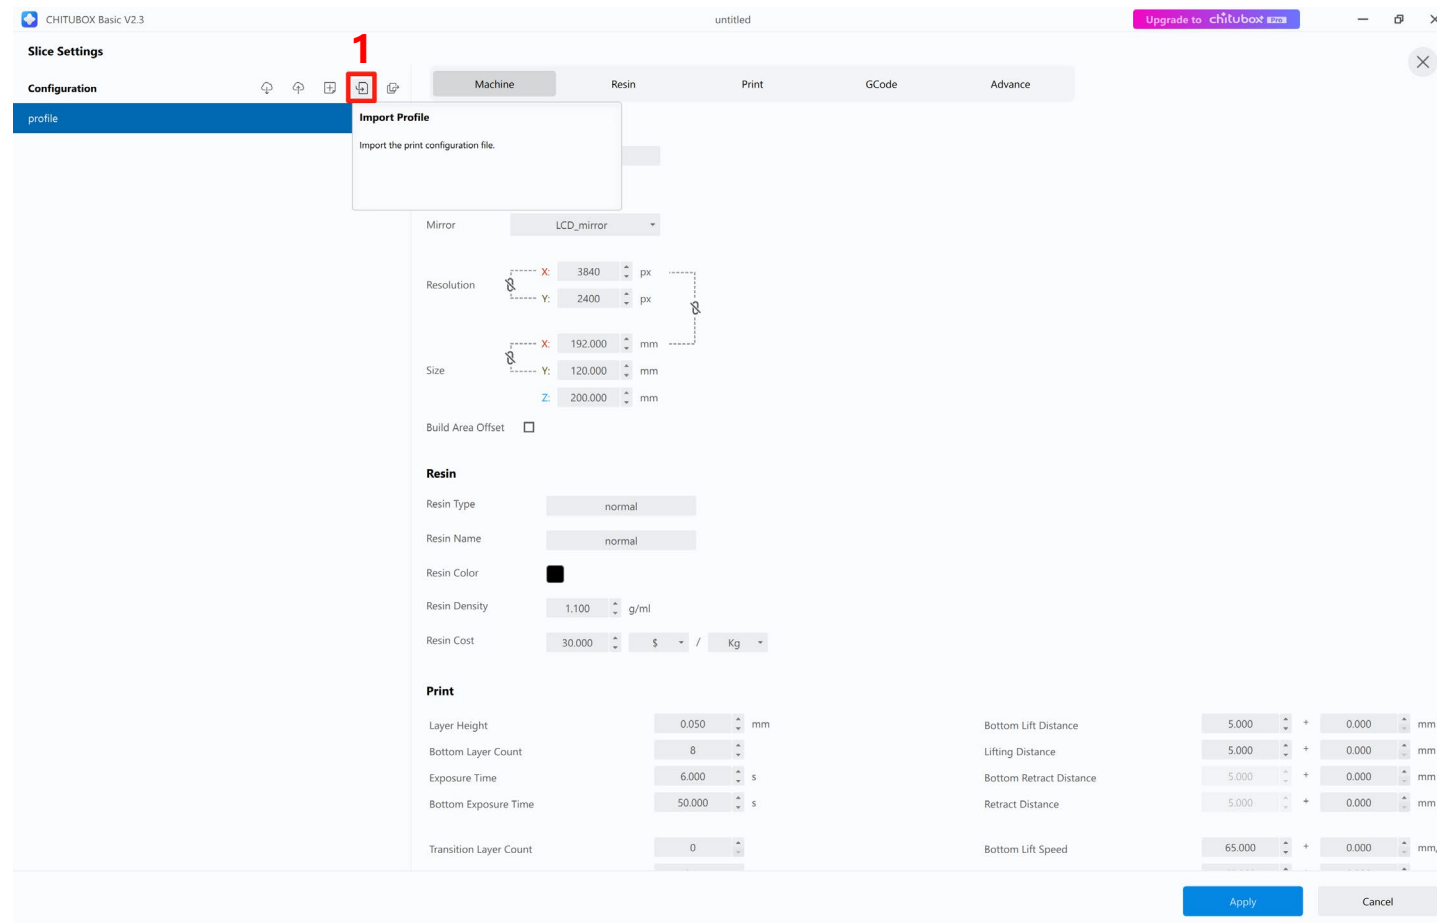 CHITUBOX Basic V2.3
untitled
Upgrade to chitubox Pro
Slice Settings
1
Configuration
Machine Resin Print GCode Advance
profile
Import Profile
Import the print configuration file.
Mirror LCD_mirror
Resolution
X: 3840 px
Y: 2400 px
Size
X: 192.000 mm
Y: 120.000 mm
Z: 200.000 mm
Build Area Offset
Resin
Resin Type normal
Resin Name normal
Resin Color
Resin Density 1.100 g/ml
Resin Cost 30.000 $ / Kg
Print
Layer Height 0.050 mm Bottom Lift Distance 5.000 + 0.000 mm
Bottom Layer Count 8 Lifting Distance 5.000 + 0.000 mm
Exposure Time 6.000 s Bottom Retract Distance 5.000 + 0.000 mm
Bottom Exposure Time 50.000 s Retract Distance 5.000 + 0.000 mm
Transition Layer Count 0 Bottom Lift Speed 65.000 + 0.000 mm/
Apply Cancel